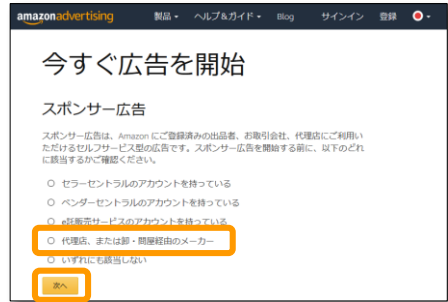 amazonadvertising 製品 ヘルプ&ガイド Blog サインイン 登録
今すぐ広告を開始
スポンサー広告
スポンサー広告は、Amazon にご登録済みの出品者、お取引会社、代理店にご利用い
ただけるセルフサービス型の広告です。スポンサー広告を開始する前に、以下のどれ
に該当するかご確認ください。
セラーセントラルのアカウントを持っている
ベンダーセントラルのアカウントを持っている
e託販売サービスのアカウントを持っている
代理店、または卸・問屋経由のメーカー
いずれにも該当しない
次へ